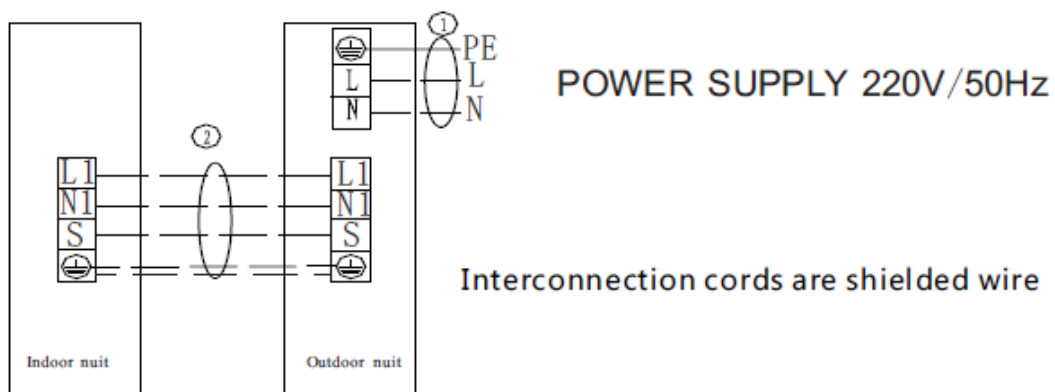 ①
PE
L L
N N
POWER SUPPLY 220V/50Hz
②
L1 L1
N1 N1
S S
Interconnection cords are shielded wire
Indoor nuit Outdoor nuit